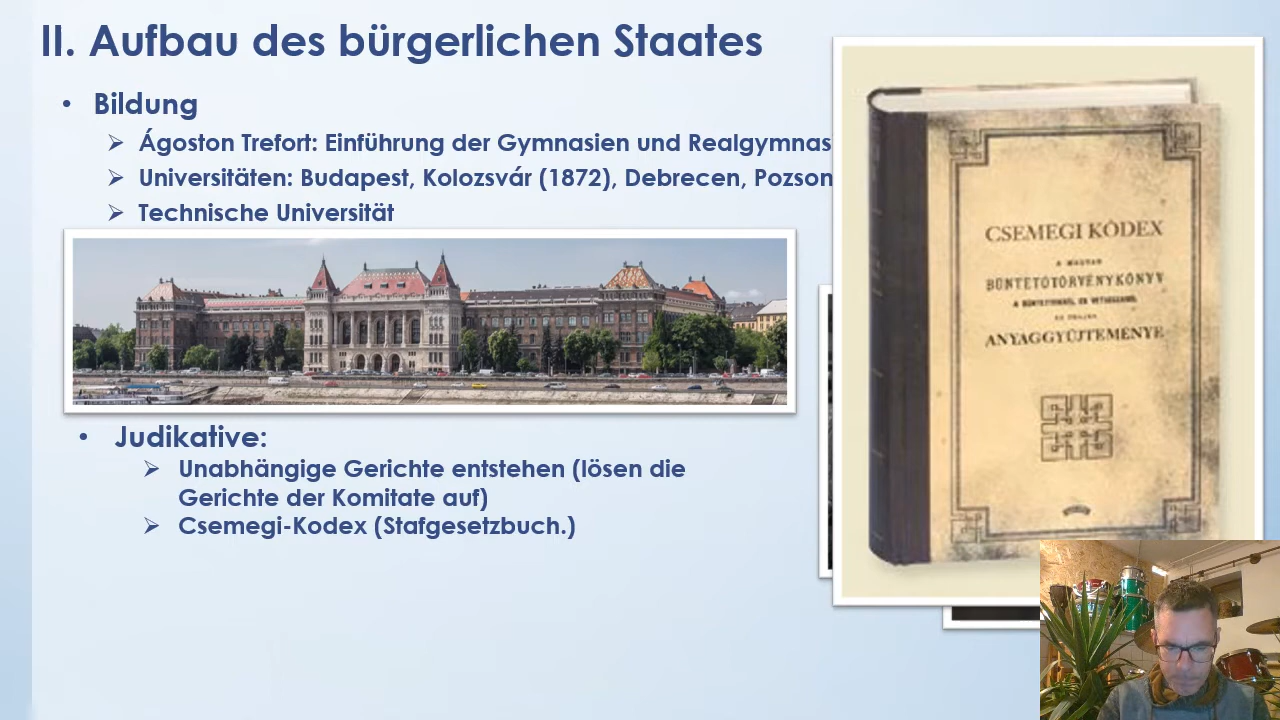 II. Aufbau des bürgerlichen Staates
• Bildung
➢ Ágoston Trefort: Einführung der Gymnasien und Realgymnas
➢ Universitäten: Budapest, Kolozsvár (1872), Debrecen, Pozson
➢ Technische Universität
• Judikative:
➢ Unabhängige Gerichte entstehen (lösen die
Gerichte der Komitate auf)
➢ Csemegi-Kodex (Stafgesetzbuch.)
CSEMEGI KÓDEX
A MAGYAR
BÜNTETŐTÖRVÉNYKÖNYV
ANYAGGYŰJTEMÉNYE